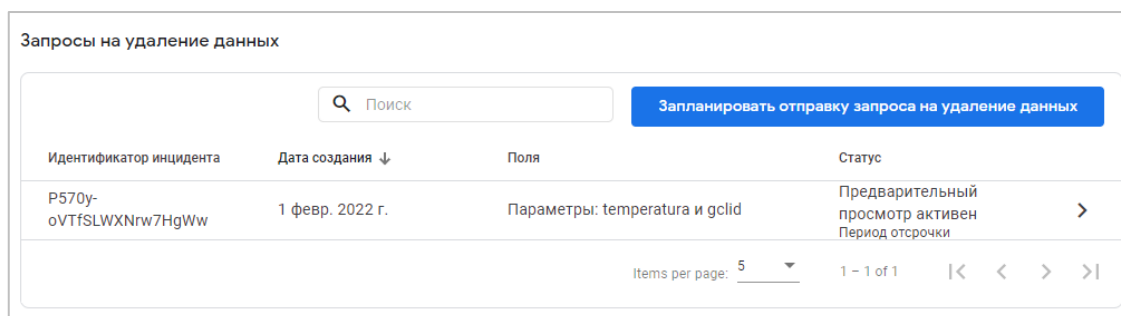 Запросы на удаление данных
Поиск
Запланировать отправку запроса на удаление данных
Идентификатор инцидента Дата создания ↓ Поля Статус
P570y-
oVTfSLWXNrw7HgWw
1 февр. 2022 г.
Параметры: temperatura и gclid
Предварительный
просмотр активен
Период отсрочки
Items per page: 5 1 – 1 of 1